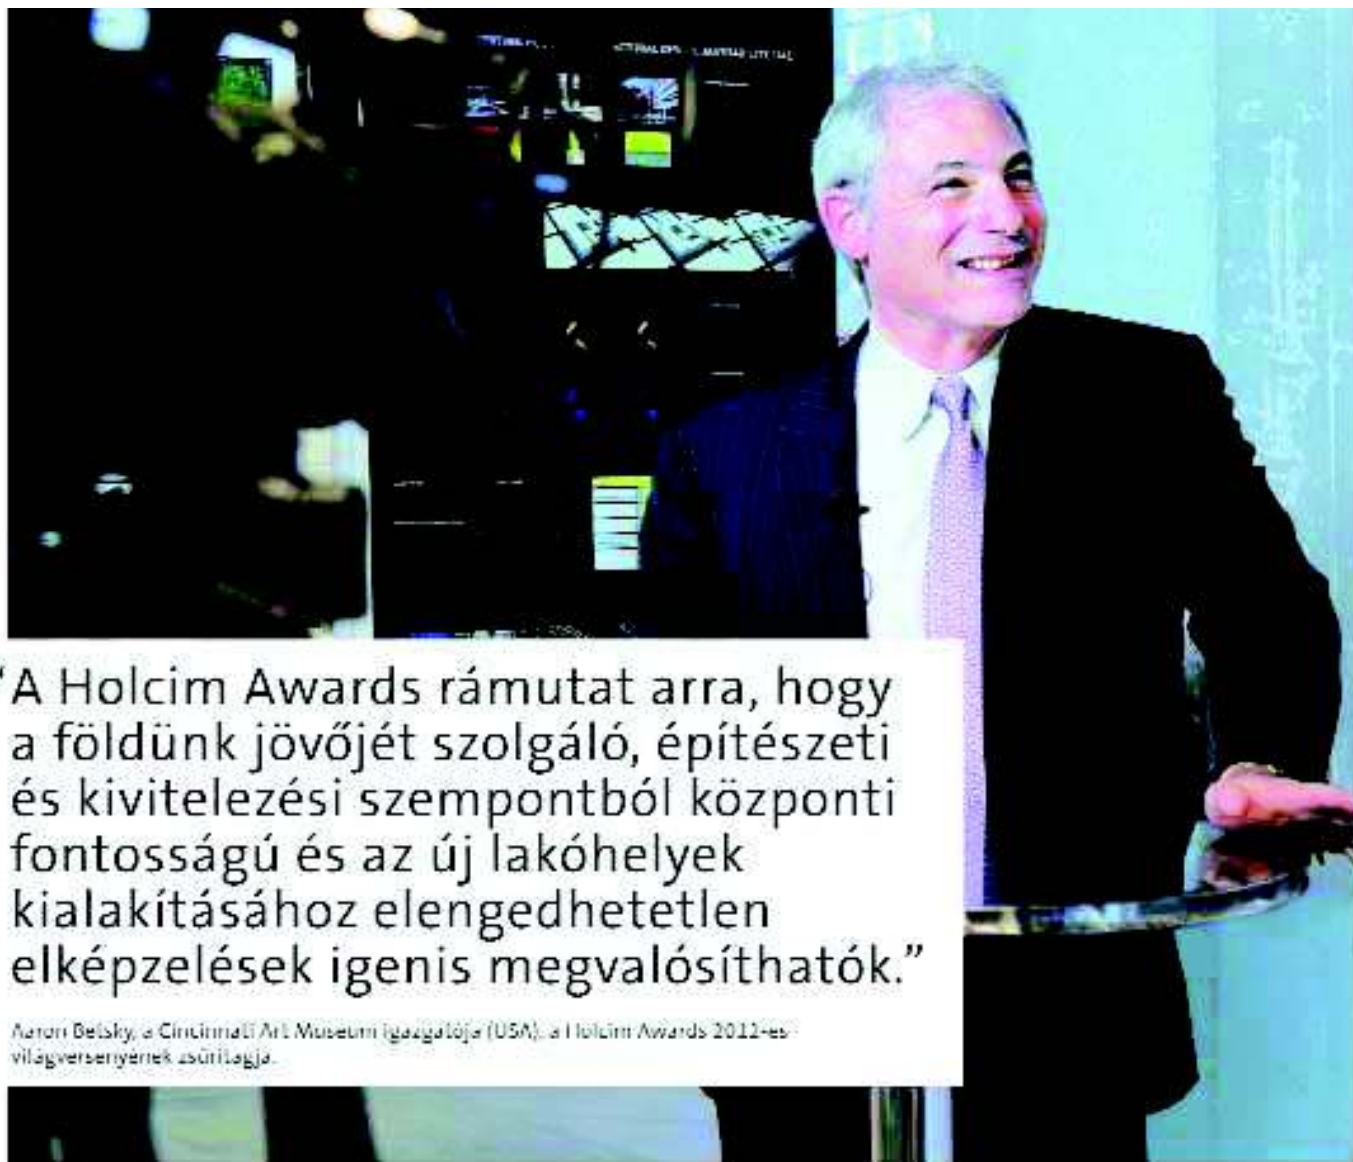 “A Holcim Awards rámutat arra, hogy
a földünk jövőjét szolgáló, építészeti
és kivitelezési szempontból központi
fontosságú és az új lakóhelyek
kialakításához elengedhetetlen
elképzelések igenis megvalósíthatók.”
Aaron Betsky, a Cincinnati Art Museum igazgatója (USA), a Holcim Awards 2012-es
világversenyének zsűritagja.